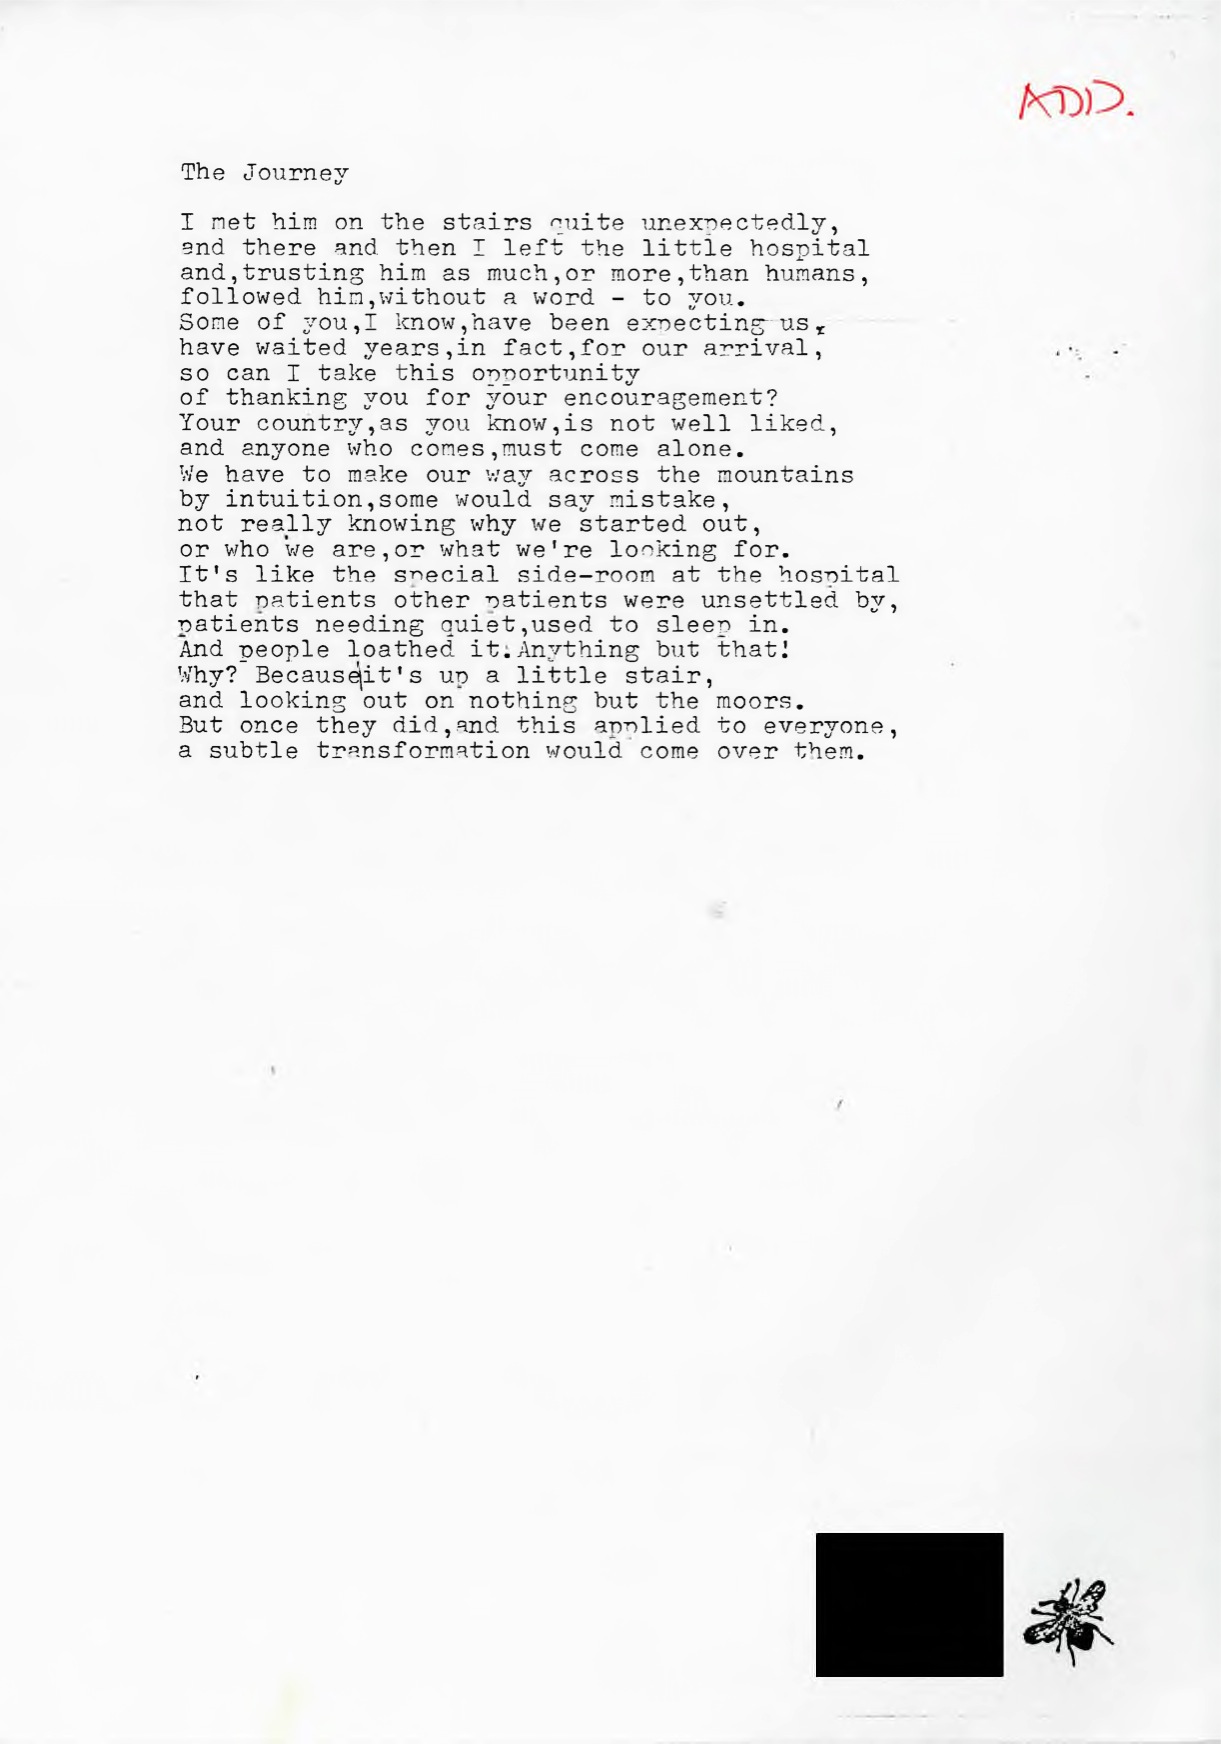 ADD.
The Journey
I met him on the stairs quite unexpectedly,
and there and then I left the little hospital
and,trusting him as much,or more,than humans,
followed him,without a word - to you.
Some of you,I know,have been expecting us,
have waited years,in fact,for our arrival,
so can I take this opportunity
of thanking you for your encouragement?
Your country,as you know,is not well liked,
and anyone who comes,must come alone.
We have to make our way across the mountains
by intuition,some would say mistake,
not really knowing why we started out,
or who we are,or what we're looking for.
It's like the special side-room at the hospital
that patients other patients were unsettled by,
patients needing quiet,used to sleep in.
And people loathed it.Anything but that!
Why? Because|it's up a little stair,
and looking out on nothing but the moors.
But once they did,and this applied to everyone,
a subtle transformation would come over them.